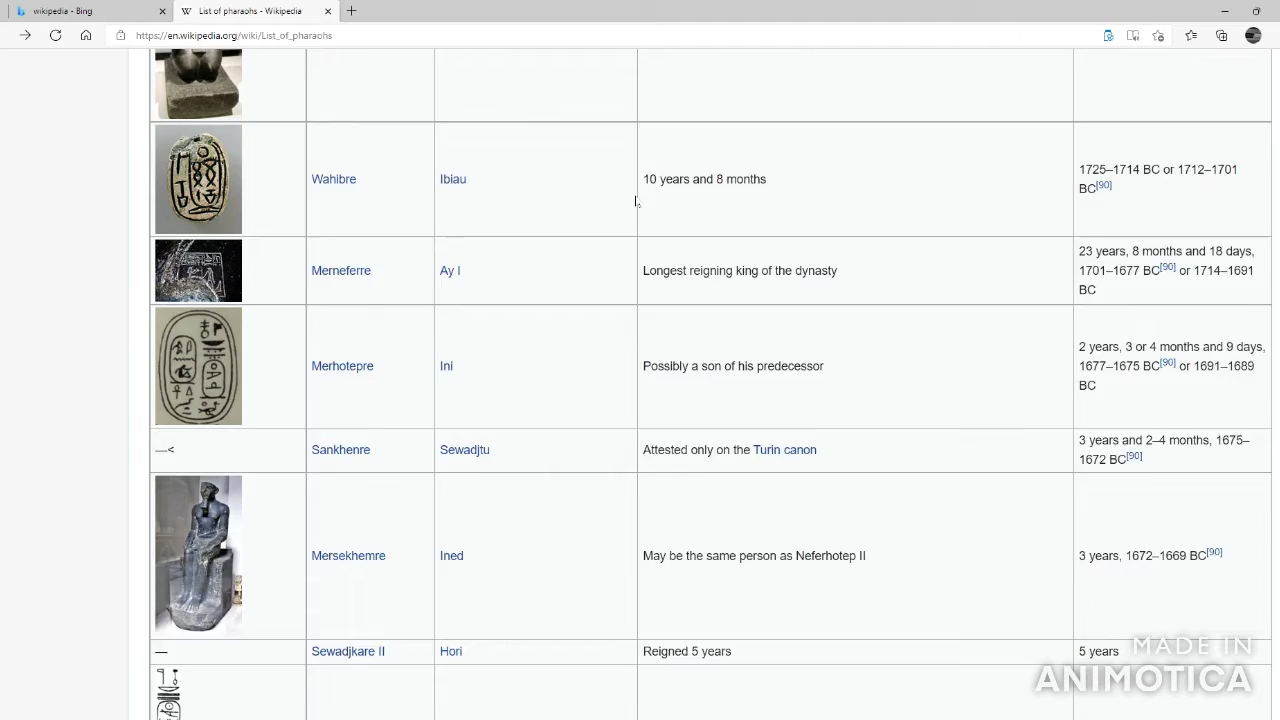 wikipedia - Bing
W List of pharaohs - Wikipedia
https://en.wikipedia.org/wiki/List_of_pharaohs
Wahibre Ibiau 10 years and 8 months 1725–1714 BC or 1712–1701
BC[90]
Merneferre Ay I Longest reigning king of the dynasty 23 years, 8 months and 18 days,
1701–1677 BC[90] or 1714–1691
BC
Merhotepre Ini Possibly a son of his predecessor 2 years, 3 or 4 months and 9 days,
1677–1675 BC[90] or 1691–1689
BC
—< Sankhenre Sewadjtu Attested only on the Turin canon 3 years and 2–4 months, 1675–
1672 BC[90]
Mersekhemre Ined May be the same person as Neferhotep II 3 years, 1672–1669 BC[90]
— Sewadjkare II Hori Reigned 5 years 5 years
MADE IN
ANIMOTICA